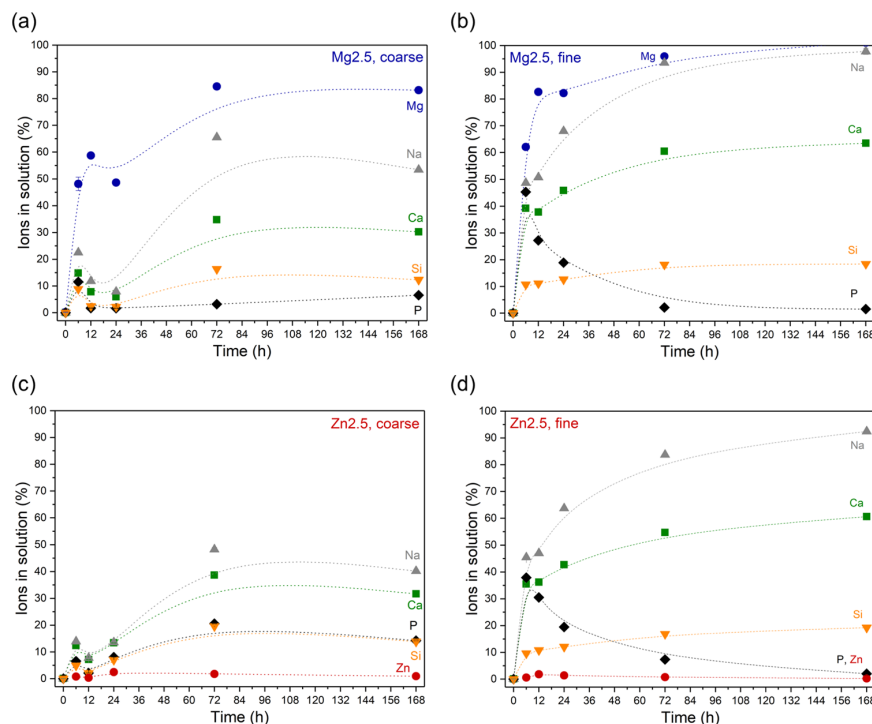 (a)
Mg2.5, coarse
100
90
80
70
60
50
40
30
20
10
0
Ions in solution (%)
Mg
Na
Ca
Si
P
0 12 24 36 48 60 72 84 96 108 120 132 144 156 168
Time (h)
(b)
Mg2.5, fine
100
90
80
70
60
50
40
30
20
10
0
Ions in solution (%)
Mg
Na
Ca
Si
P
0 12 24 36 48 60 72 84 96 108 120 132 144 156 168
Time (h)
(c)
Zn2.5, coarse
100
90
80
70
60
50
40
30
20
10
0
Ions in solution (%)
Na
Ca
P
Si
Zn
0 12 24 36 48 60 72 84 96 108 120 132 144 156 168
Time (h)
(d)
Zn2.5, fine
100
90
80
70
60
50
40
30
20
10
0
Ions in solution (%)
Na
Ca
Si
P, Zn
0 12 24 36 48 60 72 84 96 108 120 132 144 156 168
Time (h)